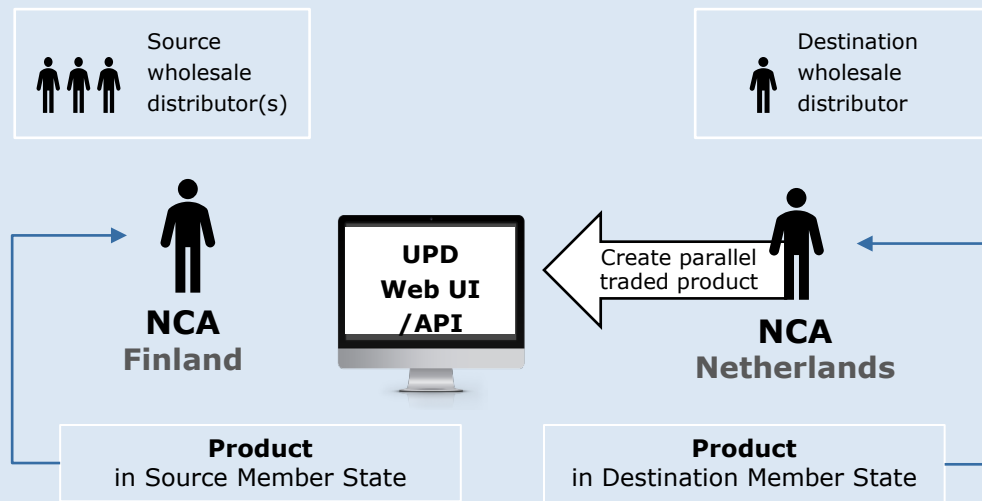 Source
wholesale
distributor(s)
Destination
wholesale
distributor
UPD
Web UI
/API
Create parallel
traded product
NCA
Finland
NCA
Netherlands
Product
in Source Member State
Product
in Destination Member State